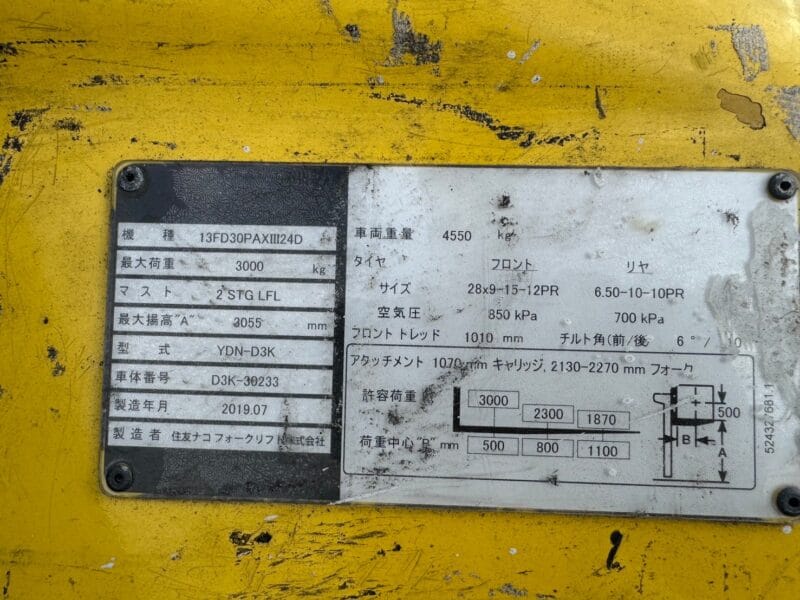 機 種 13FD30PAXIII24D
最大荷重 3000 kg
マスト 2 STG LFL
最大揚高"A" 3055 mm
型 式 YDN-D3K
車体番号 D3K-30233
製造年月 2019.07
製造者 住友ナコフォークリフト株式会社
車両重量 4550 kg
タイヤ フロント リヤ
サイズ 28x9-15-12PR 6.50-10-10PR
空気圧 850 kPa 700 kPa
フロントトレッド 1010 mm チルト角(前/後 6°/ 10
アタッチメント 1070 mm キャリッジ, 2130-2270 mm フォーク
許容荷重 3000 2300 1870
荷重中心"B" mm 500 800 1100
500
B
A
524327661.1